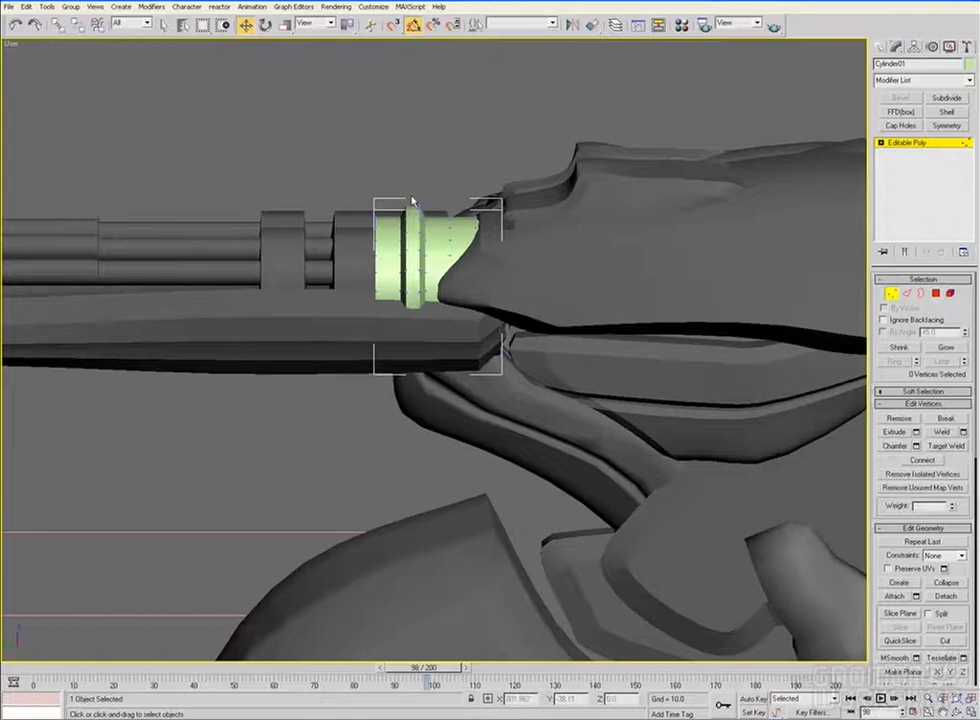 File Edit Tools Group Views Create Modifiers Character reactor Animation Graph Editors Rendering Customize MAXScript Help
All View View
Cylinder01
Modifier List
Bevel Subdivide
FFD(box) Shell
Cap Holes Symmetry
Editable Poly
Selection
By Vertex
Ignore Backfacing
By Angle 45.0
Shrink Grow
Ring Loop
0 Vertices Selected
Soft Selection
Edit Vertices
Remove Break
Extrude Weld
Chamfer Target Weld
Connect
Remove Isolated Vertices
Remove Unused Map Verts
Weight:
Edit Geometry
Repeat Last
Constraints: None
Preserve UVs
Create Collapse
Attach Detach
Slice Plane Split
Slice Reset Plane
QuickSlice Cut
MSmooth Tessellate
Make Planar X Y Z
98 / 200
0 10 20 30 40 50 60 70 80 90 100 110 120 130 140 150 160 170 180 190 200
1 Object Selected X: Y: Z: Grid = 10.0 Auto Key Selected
Click or click-and-drag to select objects Add Time Tag Set Key Key Filters... 98